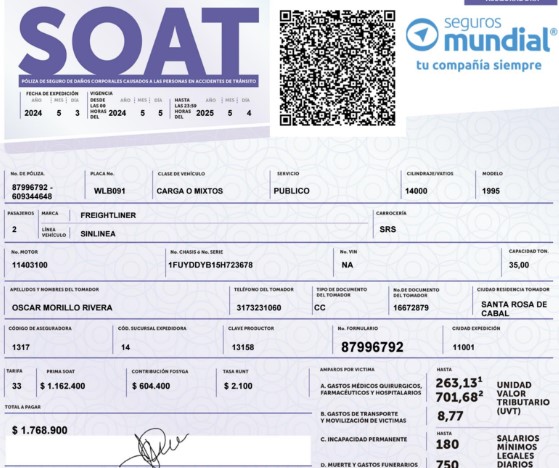 ASEGURADORA
SOAT
PÓLIZA DE SEGURO DE DAÑOS CORPORALES CAUSADOS A LAS PERSONAS EN ACCIDENTES DE TRÁNSITO
seguros
mundial®
tu compañía siempre
FECHA DE EXPEDICIÓN
AÑO MES DÍA
2024 5 3
VIGENCIA
DESDE LAS 00 HORAS DEL
AÑO MES DÍA
2024 5 5
HASTA LAS 23:59 HORAS DEL
AÑO MES DÍA
2025 5 4
No. DE PÓLIZA.
87996792 -
609344648
PLACA No.
WLB091
CLASE DE VEHÍCULO
CARGA O MIXTOS
SERVICIO
PUBLICO
CILINDRAJE/VATIOS
14000
MODELO
1995
PASAJEROS
2
MARCA
FREIGHTLINER
LÍNEA VEHÍCULO
SINLINEA
CARROCERÍA
SRS
No. MOTOR
11403100
No. CHASIS ó No. SERIE
1FUYDDYB15H723678
No. VIN
NA
CAPACIDAD TON.
35,00
APELLIDOS Y NOMBRES DEL TOMADOR
OSCAR MORILLO RIVERA
TELÉFONO DEL TOMADOR
3173231060
TIPO DE DOCUMENTO DEL TOMADOR
CC
No.DE DOCUMENTO DEL TOMADOR
16672879
CIUDAD RESIDENCIA TOMADOR
SANTA ROSA DE
CABAL
CÓDIGO DE ASEGURADORA
1317
CÓD. SUCURSAL EXPEDIDORA
14
CLAVE PRODUCTOR
13158
No. FORMULARIO
87996792
CIUDAD EXPEDICIÓN
11001
TARIFA
33
PRIMA SOAT
$ 1.162.400
CONTRIBUCIÓN FOSYGA
$ 604.400
TASA RUNT
$ 2.100
TOTAL A PAGAR
$ 1.768.900
AMPAROS POR VICTIMA
HASTA
A. GASTOS MÉDICOS QUIRURGICOS,
FARMACÉUTICOS Y HOSPITALARIOS
263,13¹
701,68²
B. GASTOS DE TRANSPORTE
Y MOVILIZACIÓN DE VICTIMAS
8,77
UNIDAD
VALOR
TRIBUTARIO
(UVT)
C. INCAPACIDAD PERMANENTE
HASTA
180
D. MUERTE Y GASTOS FUNERARIOS
750
SALARIOS
MÍNIMOS
LEGALES
DIARIOS